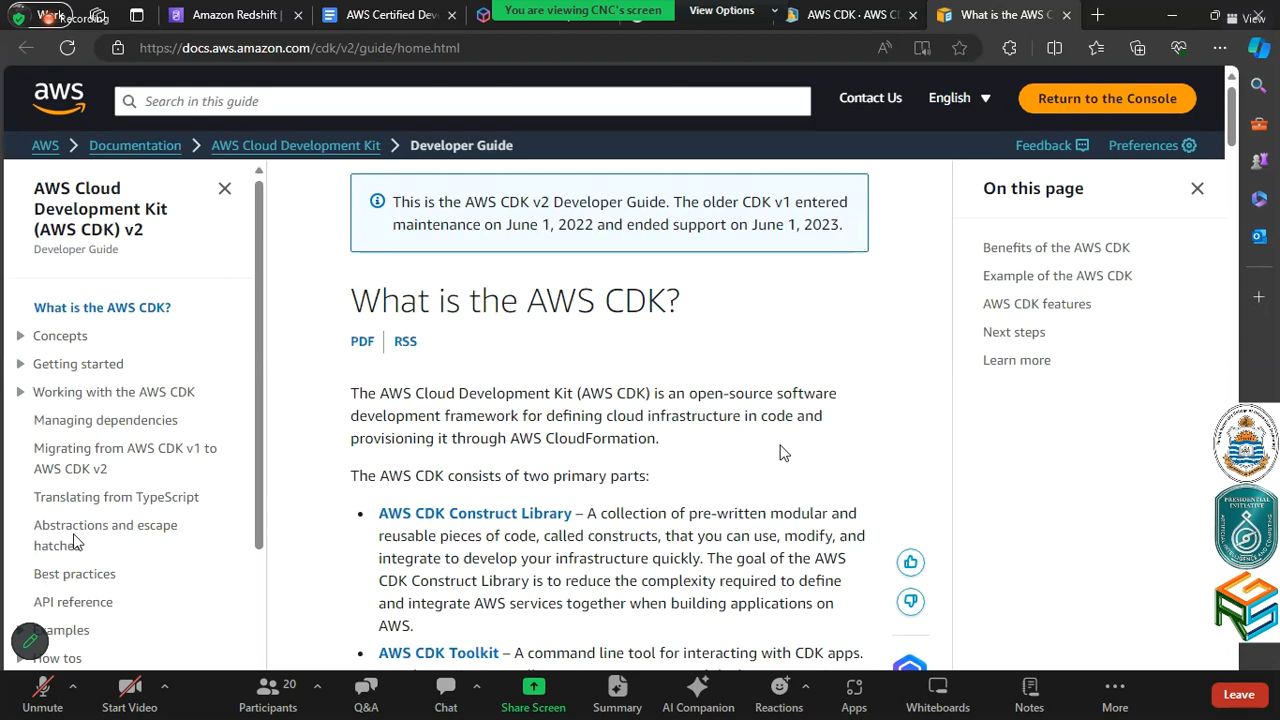 Recording
Work
Amazon Redshift
AWS Certified Dev
You are viewing CNC's screen
View Options
AWS CDK - AWS Cl
What is the AWS C
View
https://docs.aws.amazon.com/cdk/v2/guide/home.html
aws
Search in this guide
Contact Us
English
Return to the Console
AWS
Documentation
AWS Cloud Development Kit
Developer Guide
Feedback
Preferences
AWS Cloud
Development Kit
(AWS CDK) v2
Developer Guide
What is the AWS CDK?
Concepts
Getting started
Working with the AWS CDK
Managing dependencies
Migrating from AWS CDK v1 to
AWS CDK v2
Translating from TypeScript
Abstractions and escape
hatches
Best practices
API reference
Examples
How tos
This is the AWS CDK v2 Developer Guide. The older CDK v1 entered
maintenance on June 1, 2022 and ended support on June 1, 2023.
What is the AWS CDK?
PDF
RSS
The AWS Cloud Development Kit (AWS CDK) is an open-source software
development framework for defining cloud infrastructure in code and
provisioning it through AWS CloudFormation.
The AWS CDK consists of two primary parts:
• AWS CDK Construct Library – A collection of pre-written modular and
reusable pieces of code, called constructs, that you can use, modify, and
integrate to develop your infrastructure quickly. The goal of the AWS
CDK Construct Library is to reduce the complexity required to define
and integrate AWS services together when building applications on
AWS.
• AWS CDK Toolkit – A command line tool for interacting with CDK apps.
On this page
Benefits of the AWS CDK
Example of the AWS CDK
AWS CDK features
Next steps
Learn more
PRESIDENTIAL
INITIATIVE
Unmute
Start Video
20
Participants
Q&A
Chat
Share Screen
Summary
AI Companion
Reactions
Apps
Whiteboards
Notes
More
Leave